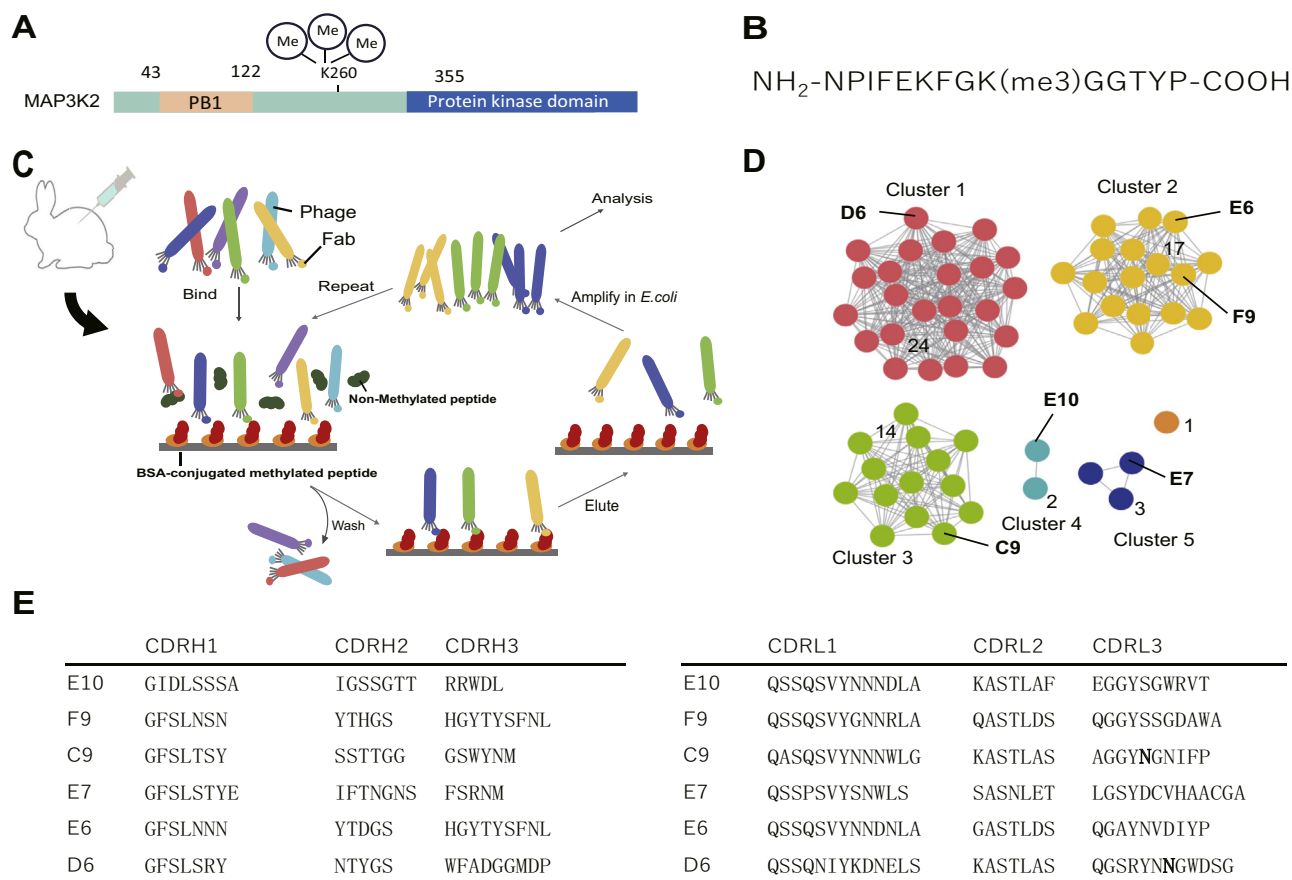 A
Me Me Me
43 122 K260 355
MAP3K2 PB1 Protein kinase domain
B
NH2-NPIFEKFGK(me3)GGTYP-COOH
C
Phage
Fab
Bind
Repeat
Analysis
Amplify in E.coli
Non-Methylated peptide
BSA-conjugated methylated peptide
Wash
Elute
D
Cluster 1
D6
24
Cluster 2
E6
17
F9
14
Cluster 3
C9
E10
2
Cluster 4
1
E7
3
Cluster 5
E
CDRH1 CDRH2 CDRH3
E10 GIDLSSSA IGSSGTT RRWDL
F9 GFSLNSN YTHGS HGYTYSFNL
C9 GFSLTSY SSTTGG GSWYNM
E7 GFSLSTYE IFTNGNS FSRNM
E6 GFSLNNN YTDGS HGYTYSFNL
D6 GFSLSRY NTYGS WFADGGMDP
CDRL1 CDRL2 CDRL3
E10 QSSQSVYNNNDLA KASTLAF EGGYSGWRVT
F9 QSSQSVYGNNRLA QASTLDS QGGYSSGDAWA
C9 QASQSVYNNNWLG KASTLAS AGGYNGNIFP
E7 QSSPSVYSNWLS SASNLET LGSYDCVHAACGA
E6 QSSQSVYNNDNLA GASTLDS QGAYNVDIYP
D6 QSSQNIYKDNELS KASTLAS QGSRYNNGWDSG